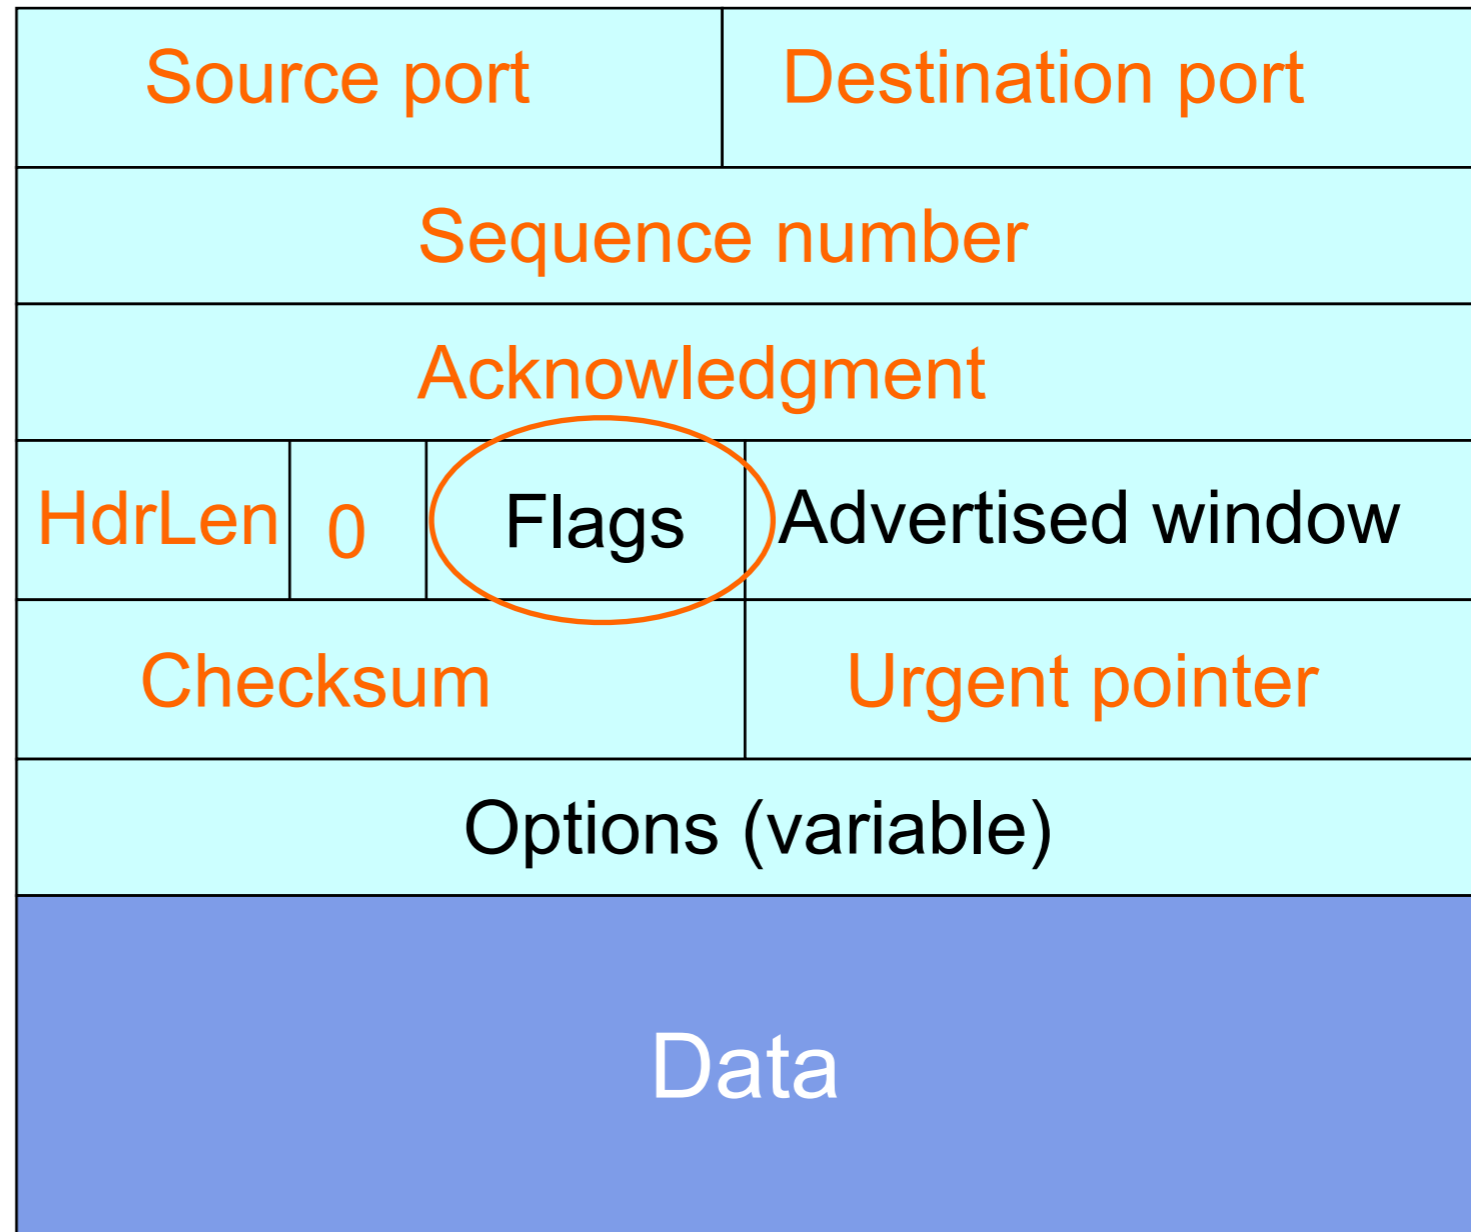 Source port Destination port
Sequence number
Acknowledgment
HdrLen 0 Flags Advertised window
Checksum Urgent pointer
Options (variable)
Data